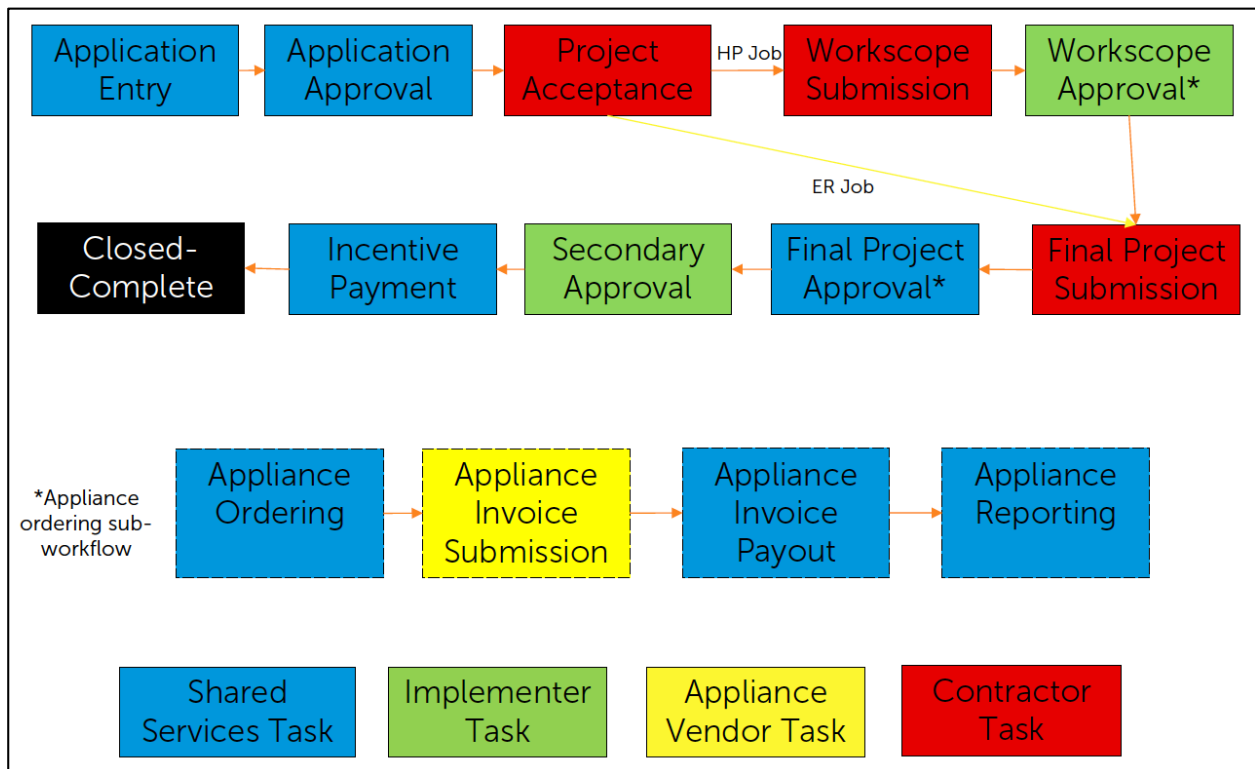 Application
Entry
Application
Approval
Project
Acceptance
HP Job
Workscope
Submission
Workscope
Approval*
ER Job
Closed-
Complete
Incentive
Payment
Secondary
Approval
Final Project
Approval*
Final Project
Submission
*Appliance
ordering sub-
workflow
Appliance
Ordering
Appliance
Invoice
Submission
Appliance
Invoice
Payout
Appliance
Reporting
Shared
Services Task
Implementer
Task
Appliance
Vendor Task
Contractor
Task